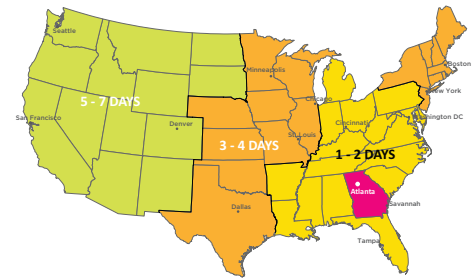 Seattle
Boston
Minneapolis
New York
Chicago
5 - 7 DAYS
San Francisco
Washington DC
Denver
Cincinnati
St. Louis
3 - 4 DAYS
1 - 2 DAYS
Atlanta
Savannah
Dallas
Tampa